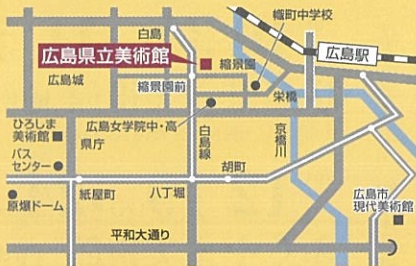 白島
幟町中学校
広島県立美術館
縮景園
広島駅
広島城
縮景園前
栄橋
ひろしま
美術館
広島女学院中・高
県庁
白島線
京橋川
バス
センター
胡町
原爆ドーム
紙屋町
八丁堀
広島市
現代美術館
平和大通り